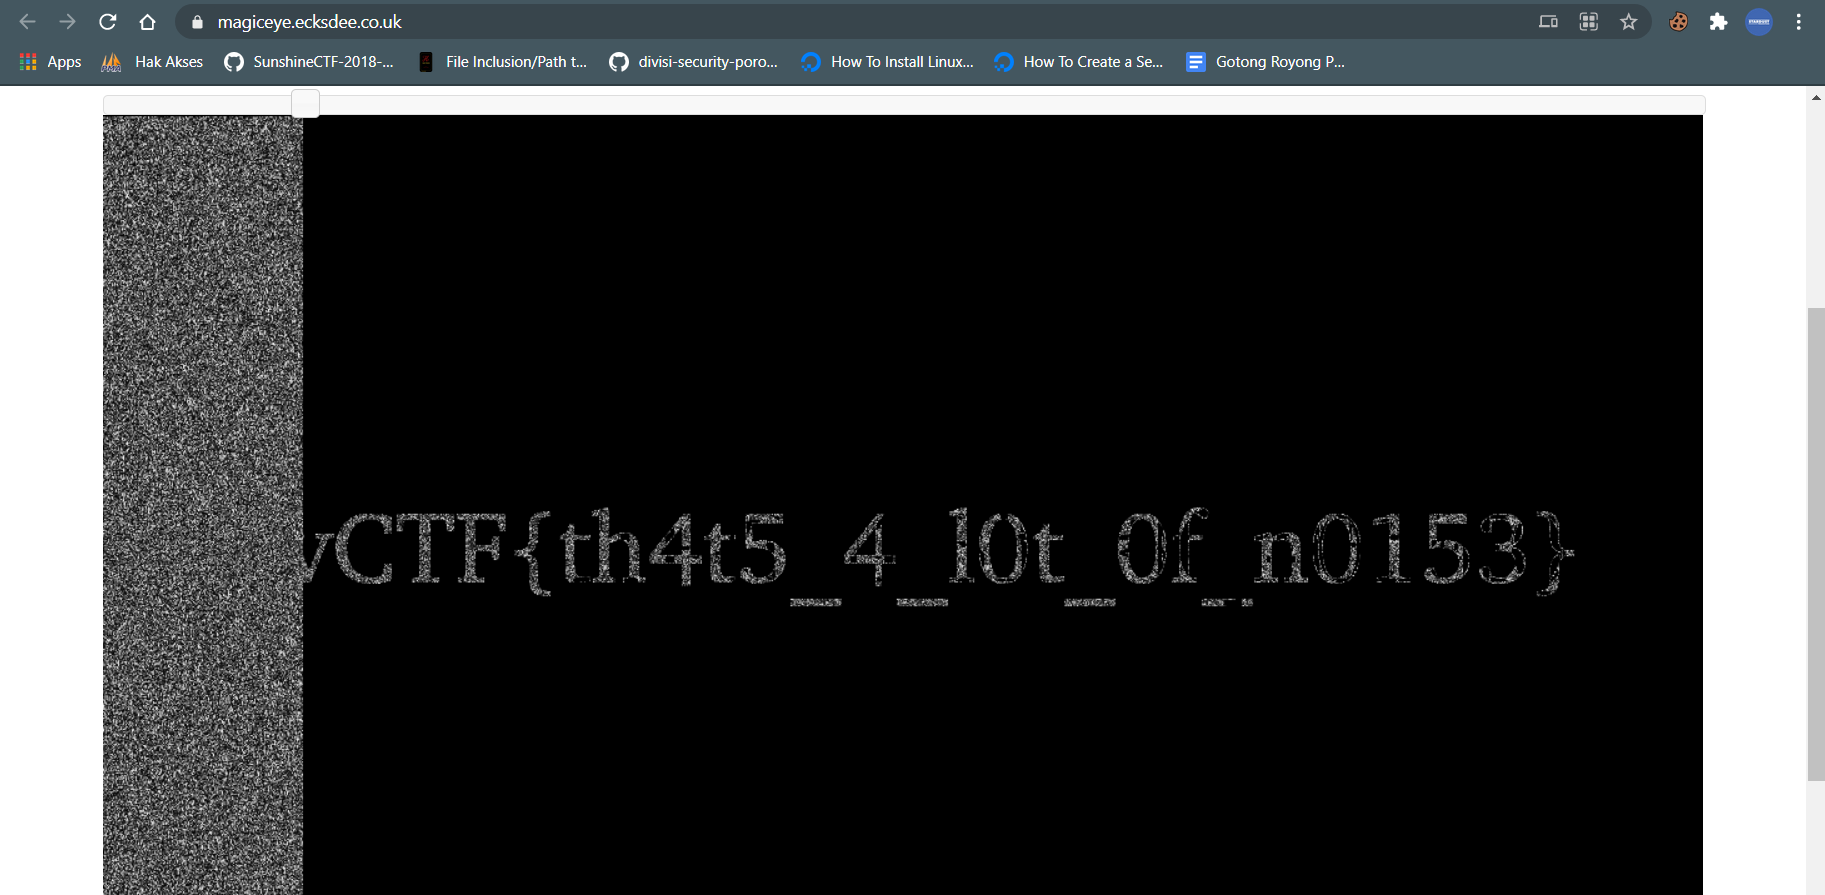 magiceye.ecksdee.co.uk
Apps Hak Akses SunshineCTF-2018-... File Inclusion/Path t... divisi-security-poro... How To Install Linux... How To Create a Se... Gotong Royong P...
vCTF{th4t5_4_l0t_0f_n0153}